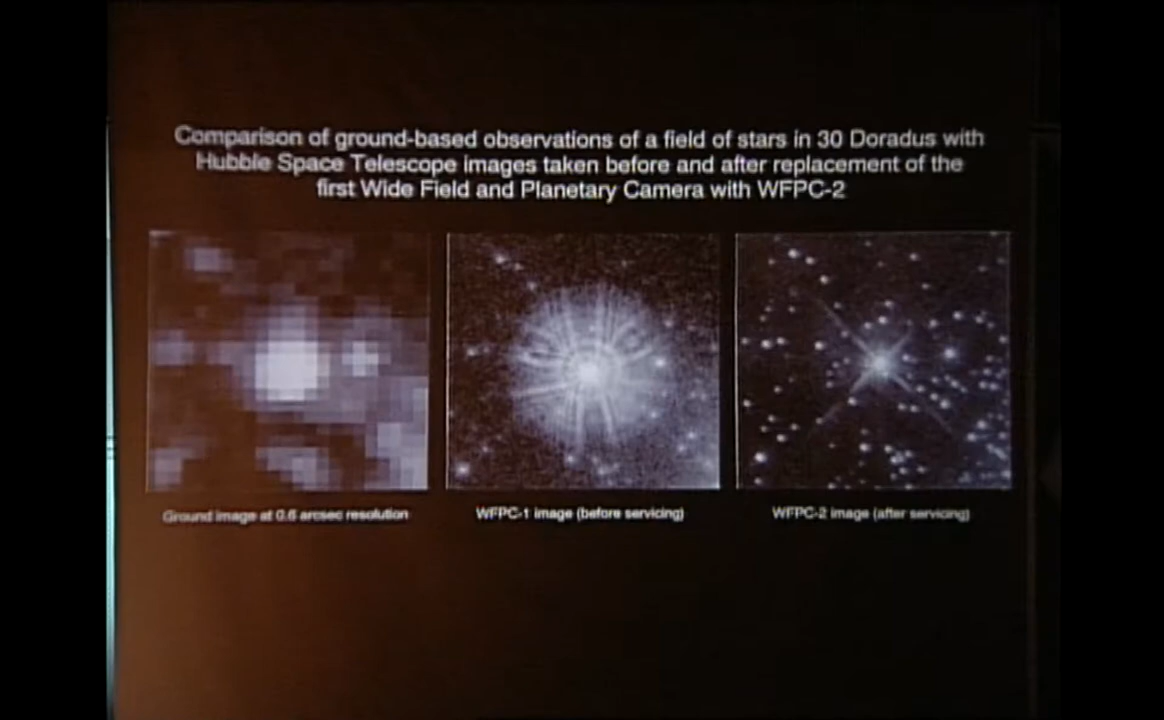 Comparison of ground-based observations of a field of stars in 30 Doradus with
Hubble Space Telescope images taken before and after replacement of the
first Wide Field and Planetary Camera with WFPC-2
Ground image at 0.6 arcsec resolution
WFPC-1 image (before servicing)
WFPC-2 image (after servicing)